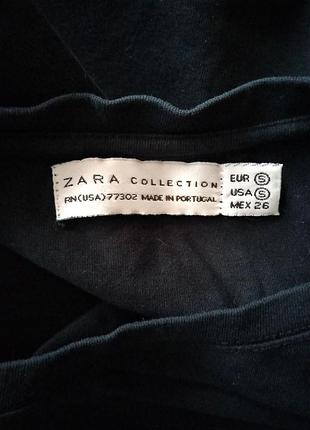 ZARA COLLECTION
RN(USA)77302 MADE IN PORTUGAL
EUR S
USA S
MEX 26